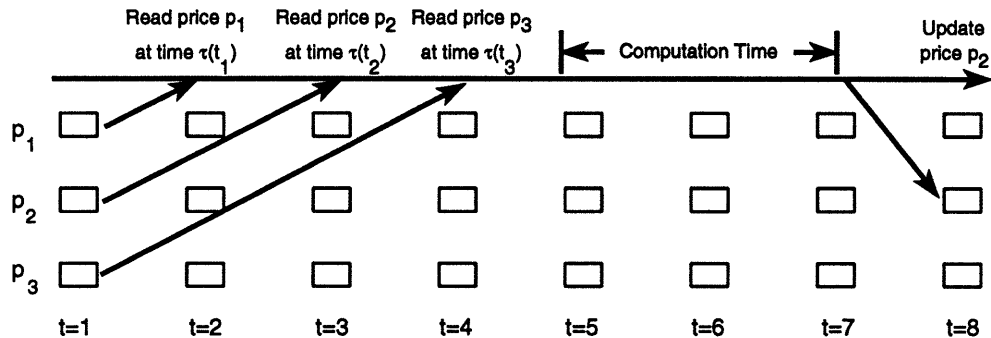 Read price p₁ Read price p₂ Read price p₃ Update
at time τ(t₁) at time τ(t₂) at time τ(t₃) Computation Time price p₂
p₁
p₂
p₃
t=1 t=2 t=3 t=4 t=5 t=6 t=7 t=8